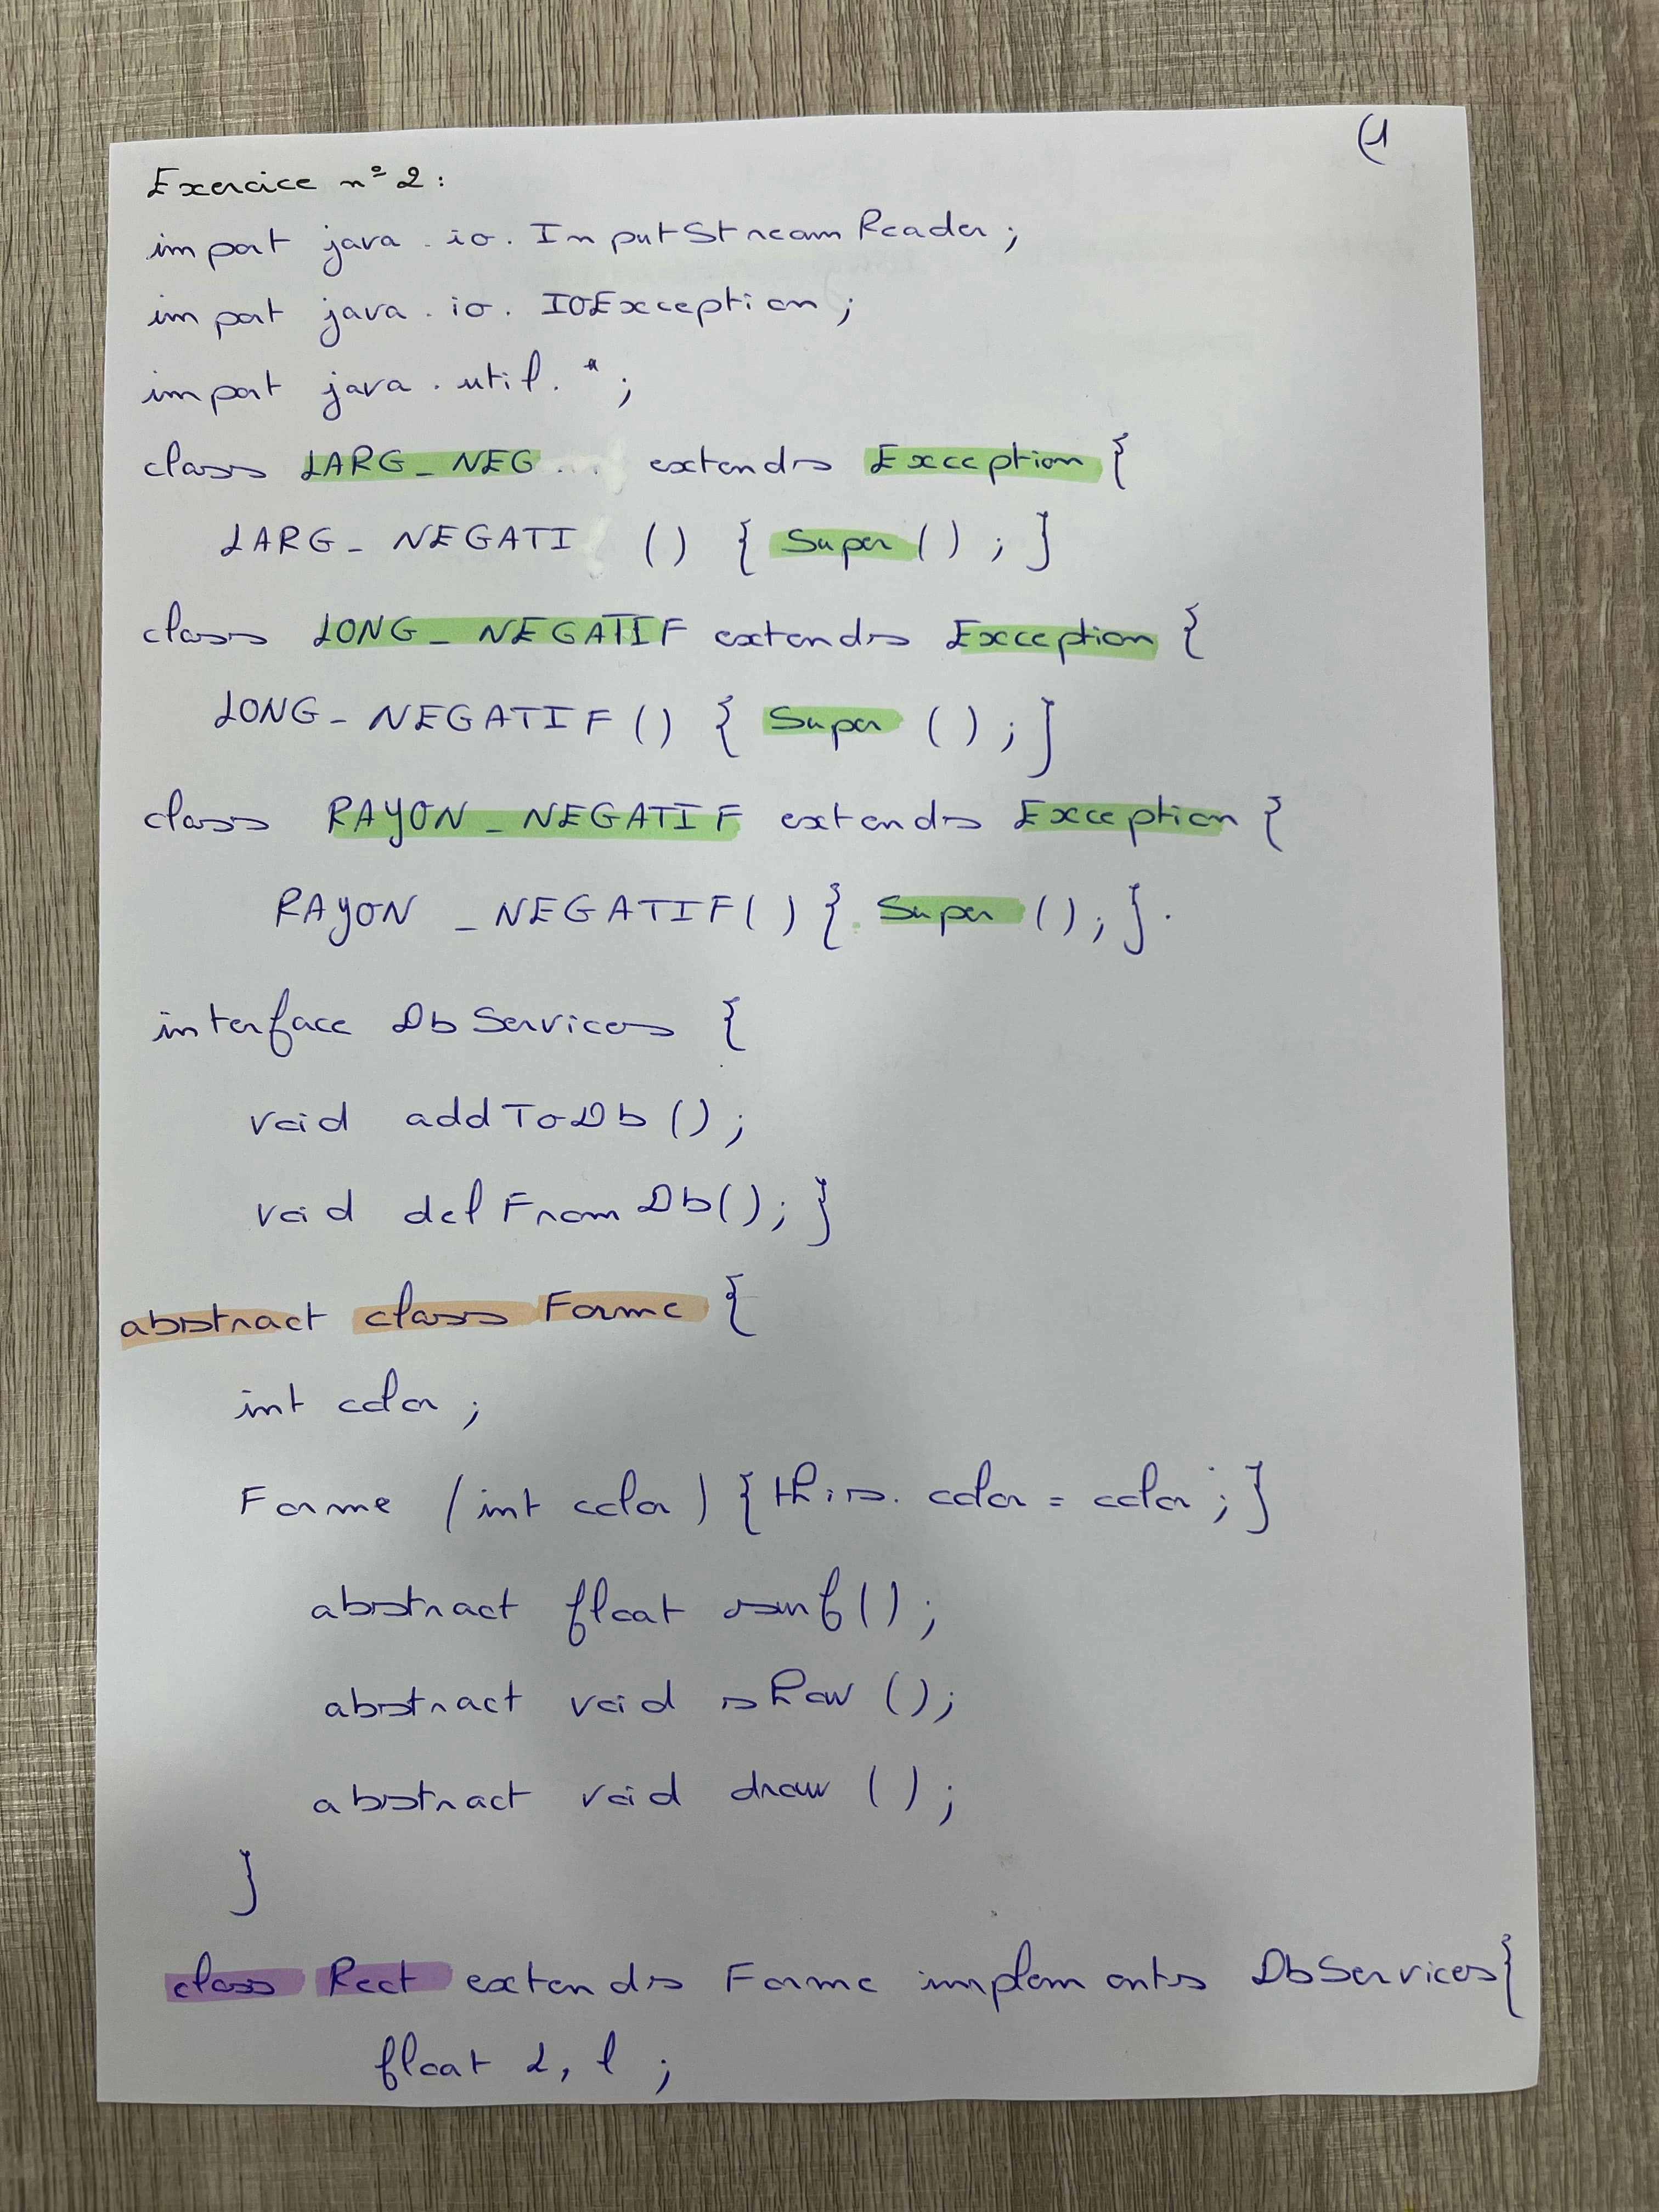 (1
Exercice n° 2 :
import java.io.InputStreamReader;
import java.io.IOException;
import java.util.*;
class LARG_NEG extends Exception {
LARG_NEGATI () { Super() ; }
class LONG_NEGATIF extends Exception {
LONG_NEGATIF() { Super () ; }
class RAYON_NEGATIF extends Exception {
RAYON_NEGATIF() { Super () ; }.
interface DbServices {
void addToDb () ;
void delFromDb() ; }
abstract class Forme {
int color ;
Forme (int color) { this.color = color ; }
abstract float surf() ;
abstract void show () ;
abstract void draw () ;
}
class Rect extends Forme implements DbServices{
float L, l ;